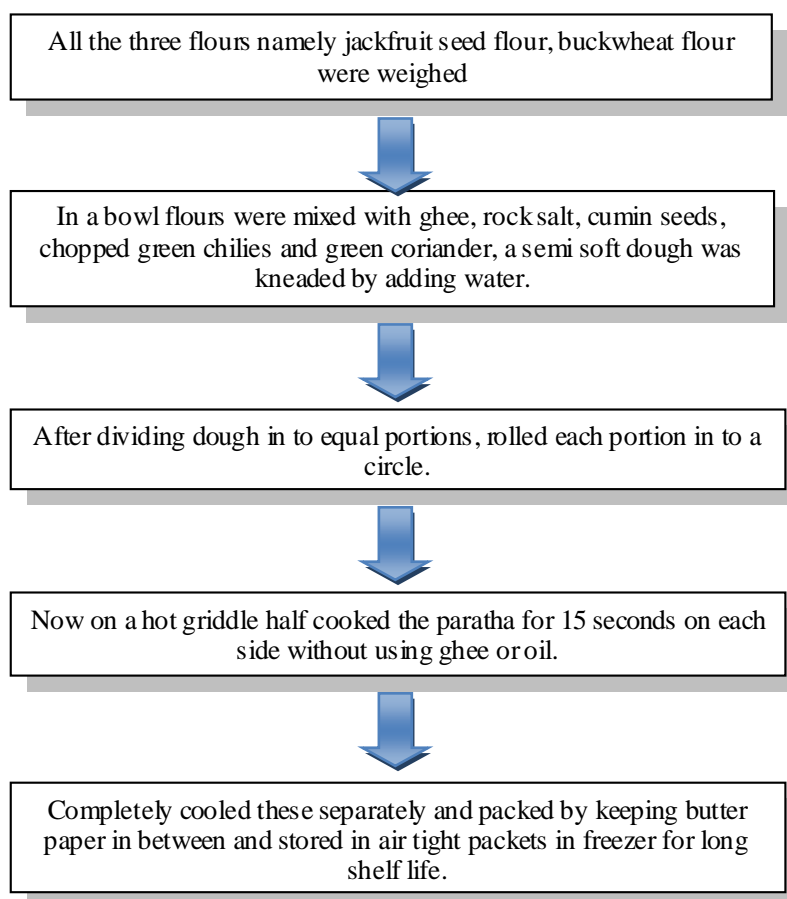 All the three flours namely jackfruit seed flour, buckwheat flour
were weighed
In a bowl flours were mixed with ghee, rock salt, cumin seeds,
chopped green chilies and green coriander, a semi soft dough was
kneaded by adding water.
After dividing dough in to equal portions, rolled each portion in to a
circle.
Now on a hot griddle half cooked the paratha for 15 seconds on each
side without using ghee or oil.
Completely cooled these separately and packed by keeping butter
paper in between and stored in air tight packets in freezer for long
shelf life.